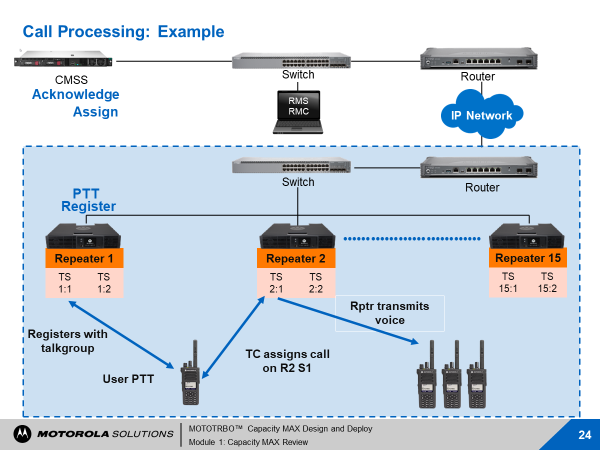 Call Processing: Example
CMSS
Switch
Router
Acknowledge
Assign
RMS
RMC
IP Network
Switch
Router
PTT
Register
Repeater 1
Repeater 2
Repeater 15
TS TS
1:1 1:2
TS TS
2:1 2:2
TS TS
15:1 15:2
Rptr transmits
voice
Registers with
talkgroup
TC assigns call
on R2 S1
User PTT
MOTOROLA SOLUTIONS
MOTOTRBO™ Capacity MAX Design and Deploy
Module 1: Capacity MAX Review
24